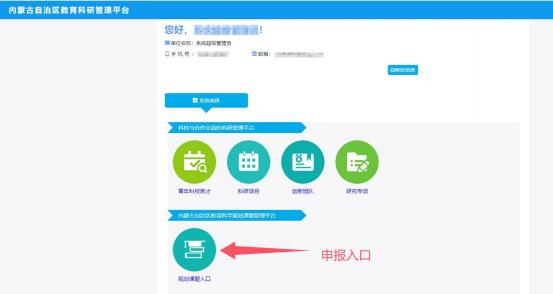 内蒙古自治区教育科研管理平台
您好，
单位名称：系统超级管理员
手 机 号：
邮箱：
系统选择
科技与合作交流处科研管理平台
青年科技英才
科研项目
创新团队
研究专项
内蒙古自治区教育科学规划课题管理平台
规划课题入口
申报入口